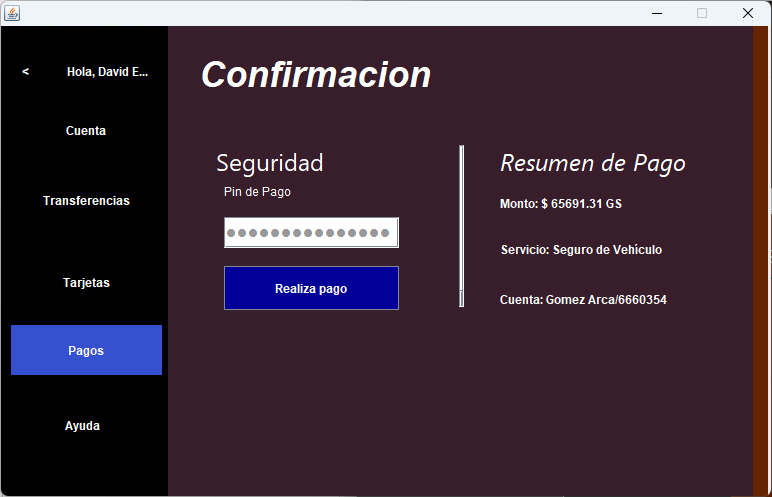 <
Hola, David E...
Cuenta
Transferencias
Tarjetas
Pagos
Ayuda
Confirmacion
Seguridad
Pin de Pago
Realiza pago
Resumen de Pago
Monto: $ 65691.31 GS
Servicio: Seguro de Vehículo
Cuenta: Gomez Arca/6660354